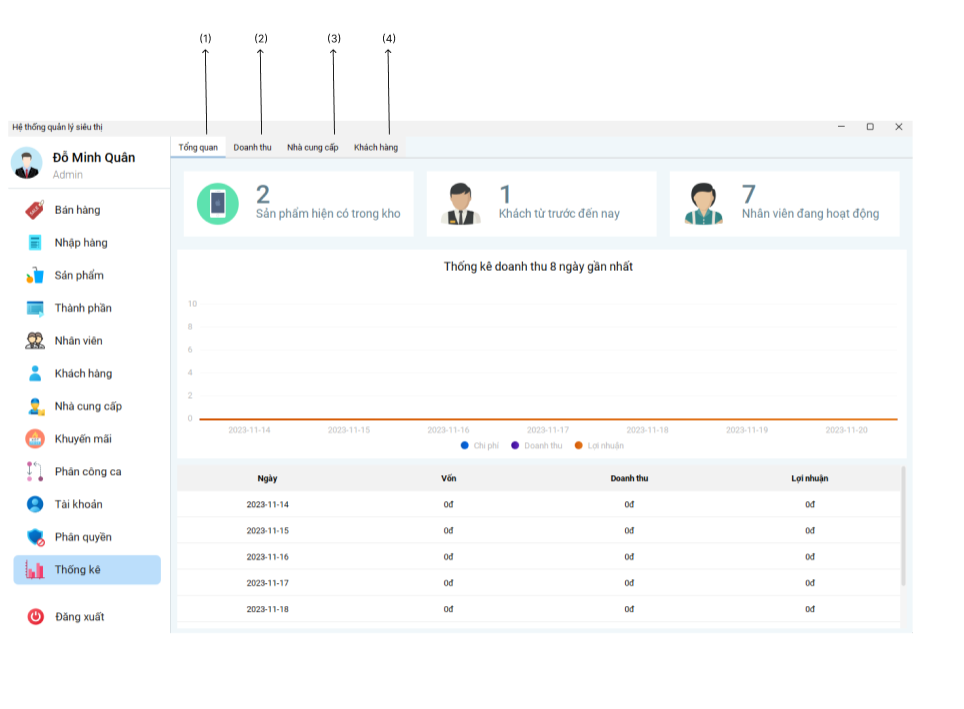 (1) (2) (3) (4)
Hệ thống quản lý siêu thị
Đỗ Minh Quân
Admin
Bán hàng
Nhập hàng
Sản phẩm
Thành phần
Nhân viên
Khách hàng
Nhà cung cấp
Khuyến mãi
Phân công ca
Tài khoản
Phân quyền
Thống kê
Đăng xuất
Tổng quan Doanh thu Nhà cung cấp Khách hàng
2
Sản phẩm hiện có trong kho
1
Khách từ trước đến nay
7
Nhân viên đang hoạt động
Thống kê doanh thu 8 ngày gần nhất
10
8
6
4
2
0
2023-11-14 2023-11-15 2023-11-16 2023-11-17 2023-11-18 2023-11-19 2023-11-20
Chi phí Doanh thu Lợi nhuận
Ngày Vốn Doanh thu Lợi nhuận
2023-11-14 0đ 0đ 0đ
2023-11-15 0đ 0đ 0đ
2023-11-16 0đ 0đ 0đ
2023-11-17 0đ 0đ 0đ
2023-11-18 0đ 0đ 0đ